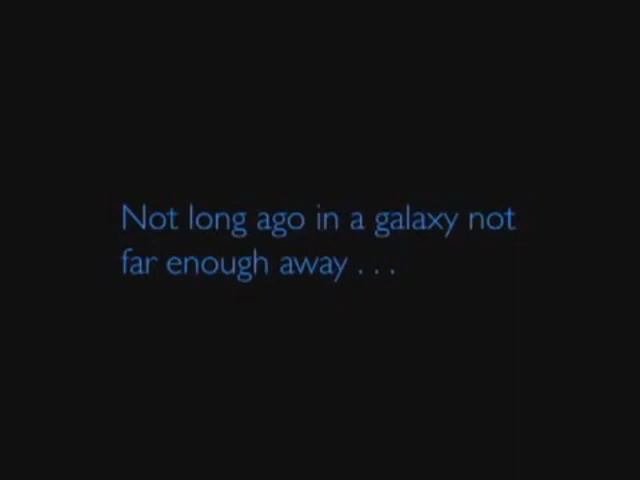 Not long ago in a galaxy not
far enough away . . .